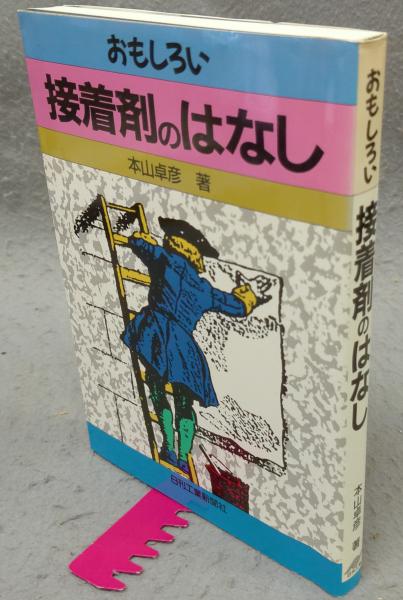 おもしろい
接着剤のはなし
本山卓彦 著
日刊工業新聞社
おもしろい
接着剤のはなし
本山卓彦 著